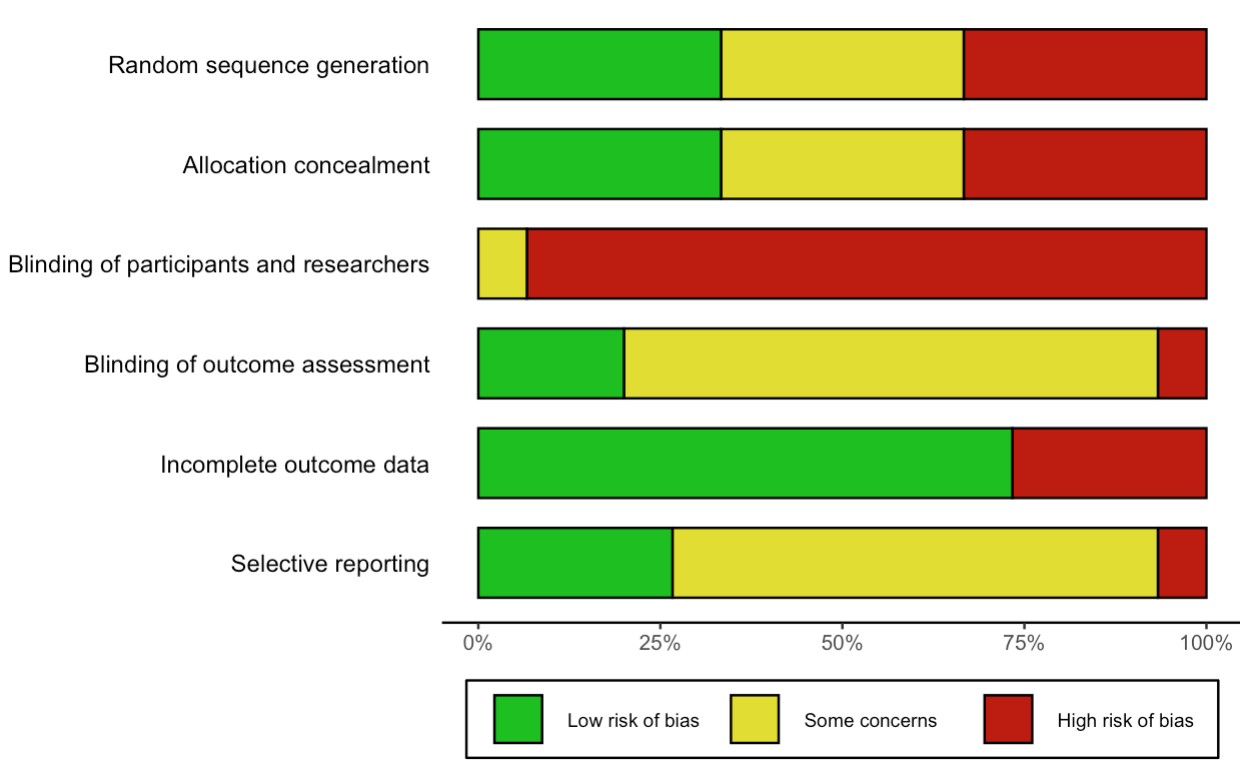 Random sequence generation
Allocation concealment
Blinding of participants and researchers
Blinding of outcome assessment
Incomplete outcome data
Selective reporting
0% 25% 50% 75% 100%
Low risk of bias Some concerns High risk of bias